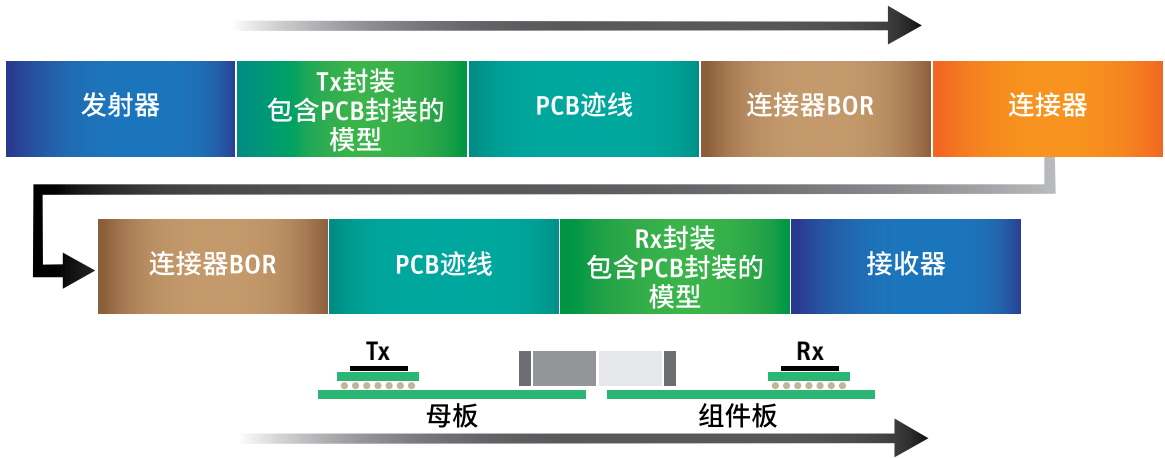 发射器
Tx封装
包含PCB封装的
模型
PCB迹线
连接器BOR
连接器
连接器BOR
PCB迹线
Rx封装
包含PCB封装的
模型
接收器
Tx
Rx
母板
组件板